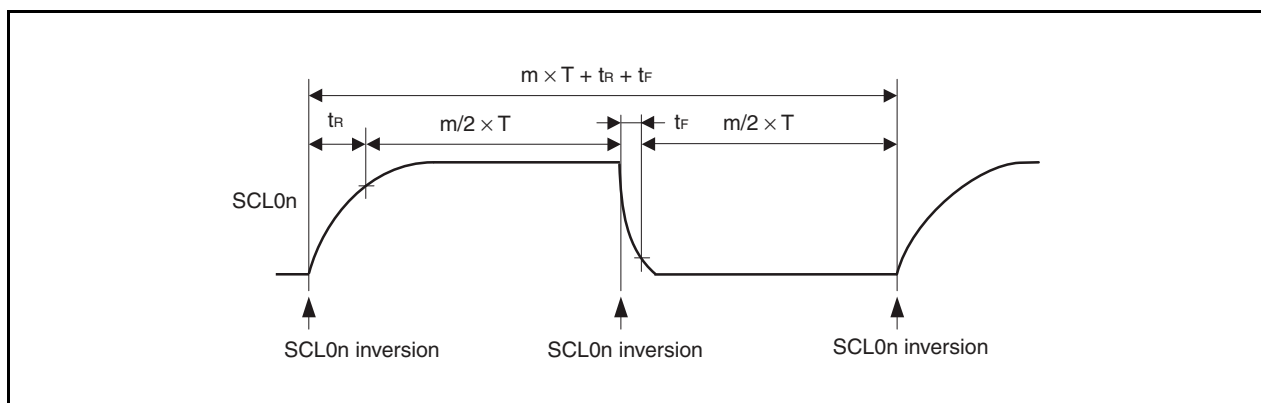 m × T + tR + tF
tR
m/2 × T
tF
m/2 × T
SCL0n
SCL0n inversion
SCL0n inversion
SCL0n inversion